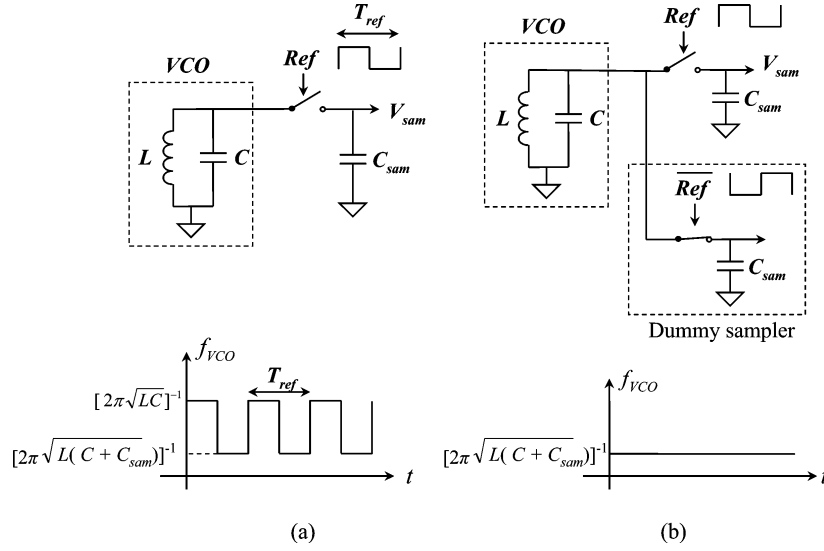 T_ref
VCO
Ref
L
C
V_sam
C_sam
f_VCO
T_ref
[2π√LC]⁻¹
[2π√L(C + C_sam)]⁻¹
t
(a)
VCO
Ref
L
C
V_sam
C_sam
R̅e̅f̅
C_sam
Dummy sampler
f_VCO
[2π√L(C + C_sam)]⁻¹
t
(b)